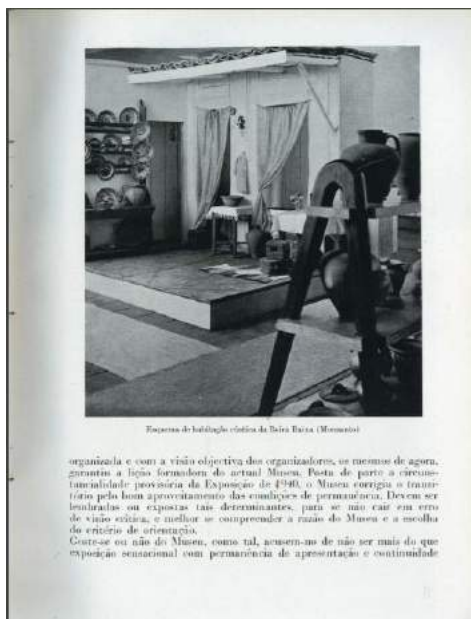 Esquema de habitação rústica da Beira Baixa (Monsanto)
organizada e com a visão objectiva dos organizadores, os mesmos de agora,
garantiu a lição formadora do actual Museu. Posta de parte a circuns-
tancialidade provisória da Exposição de 1940, o Museu corrigiu o transi-
tório pelo bom aproveitamento das condições de permanência. Devem ser
lembradas ou expostas tais determinantes, para se não cair em erro
de visão crítica, e melhor se compreender a razão do Museu e a escolha
do critério de orientação.
Goste-se ou não do Museu, como tal, acusem-no de não ser mais do que
exposição sensacional com permanência de apresentação e continuidade